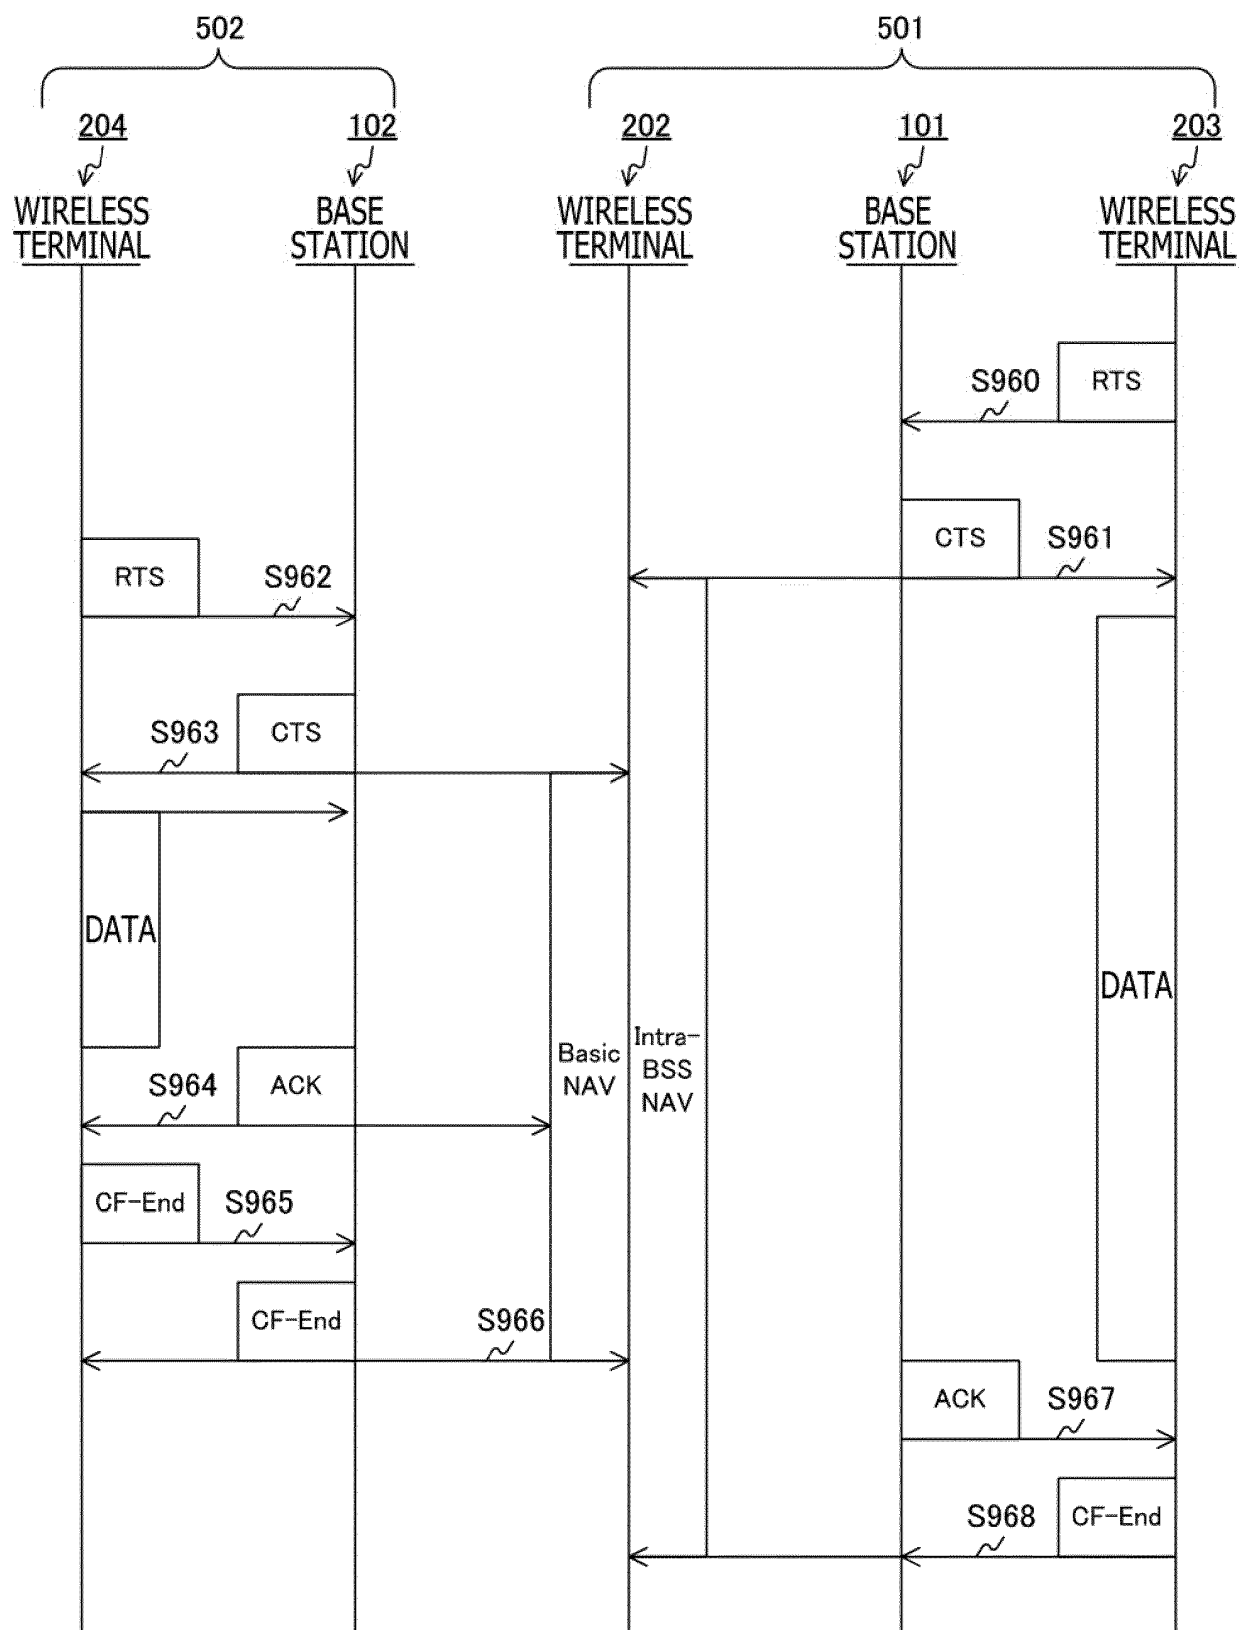 502
501
204
102
202
101
203
WIRELESS
TERMINAL
BASE
STATION
WIRELESS
TERMINAL
BASE
STATION
WIRELESS
TERMINAL
S960
RTS
CTS
S961
RTS
S962
S963
CTS
DATA
DATA
Basic
NAV
Intra-
BSS
NAV
S964
ACK
CF-End
S965
CF-End
S966
ACK
S967
S968
CF-End